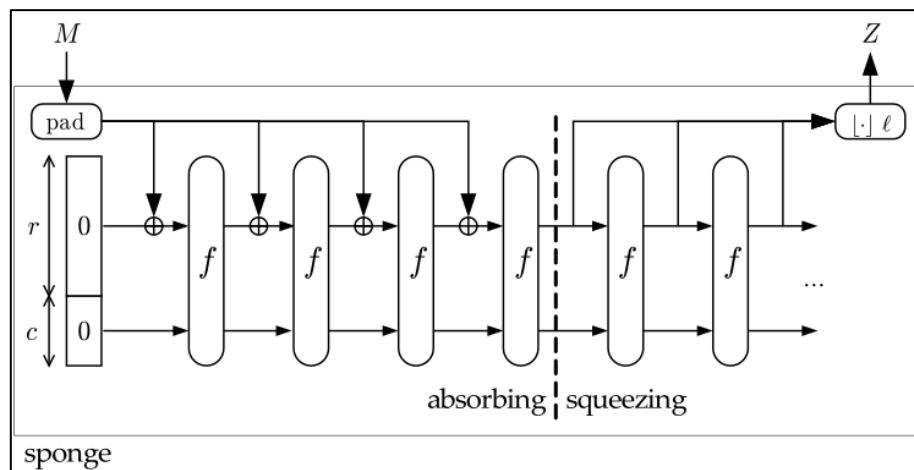 M Z
pad ⌊·⌋ ℓ
r 0 f f f f f f
c 0 ...
absorbing squeezing
sponge